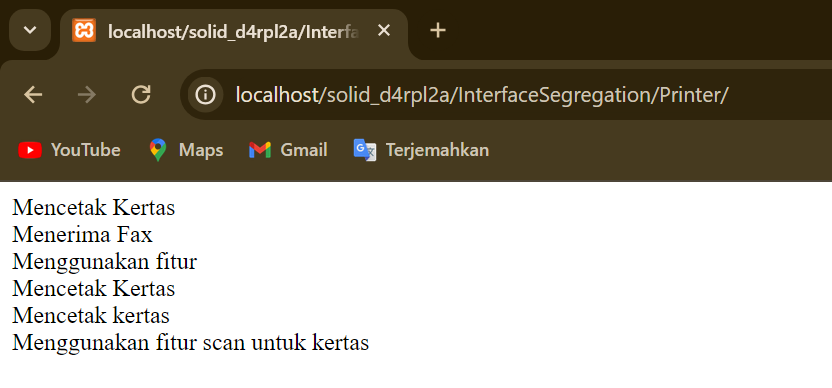 localhost/solid_d4rpl2a/Interfa
localhost/solid_d4rpl2a/InterfaceSegregation/Printer/
YouTube
Maps
Gmail
Terjemahkan
Mencetak Kertas
Menerima Fax
Menggunakan fitur
Mencetak Kertas
Mencetak kertas
Menggunakan fitur scan untuk kertas